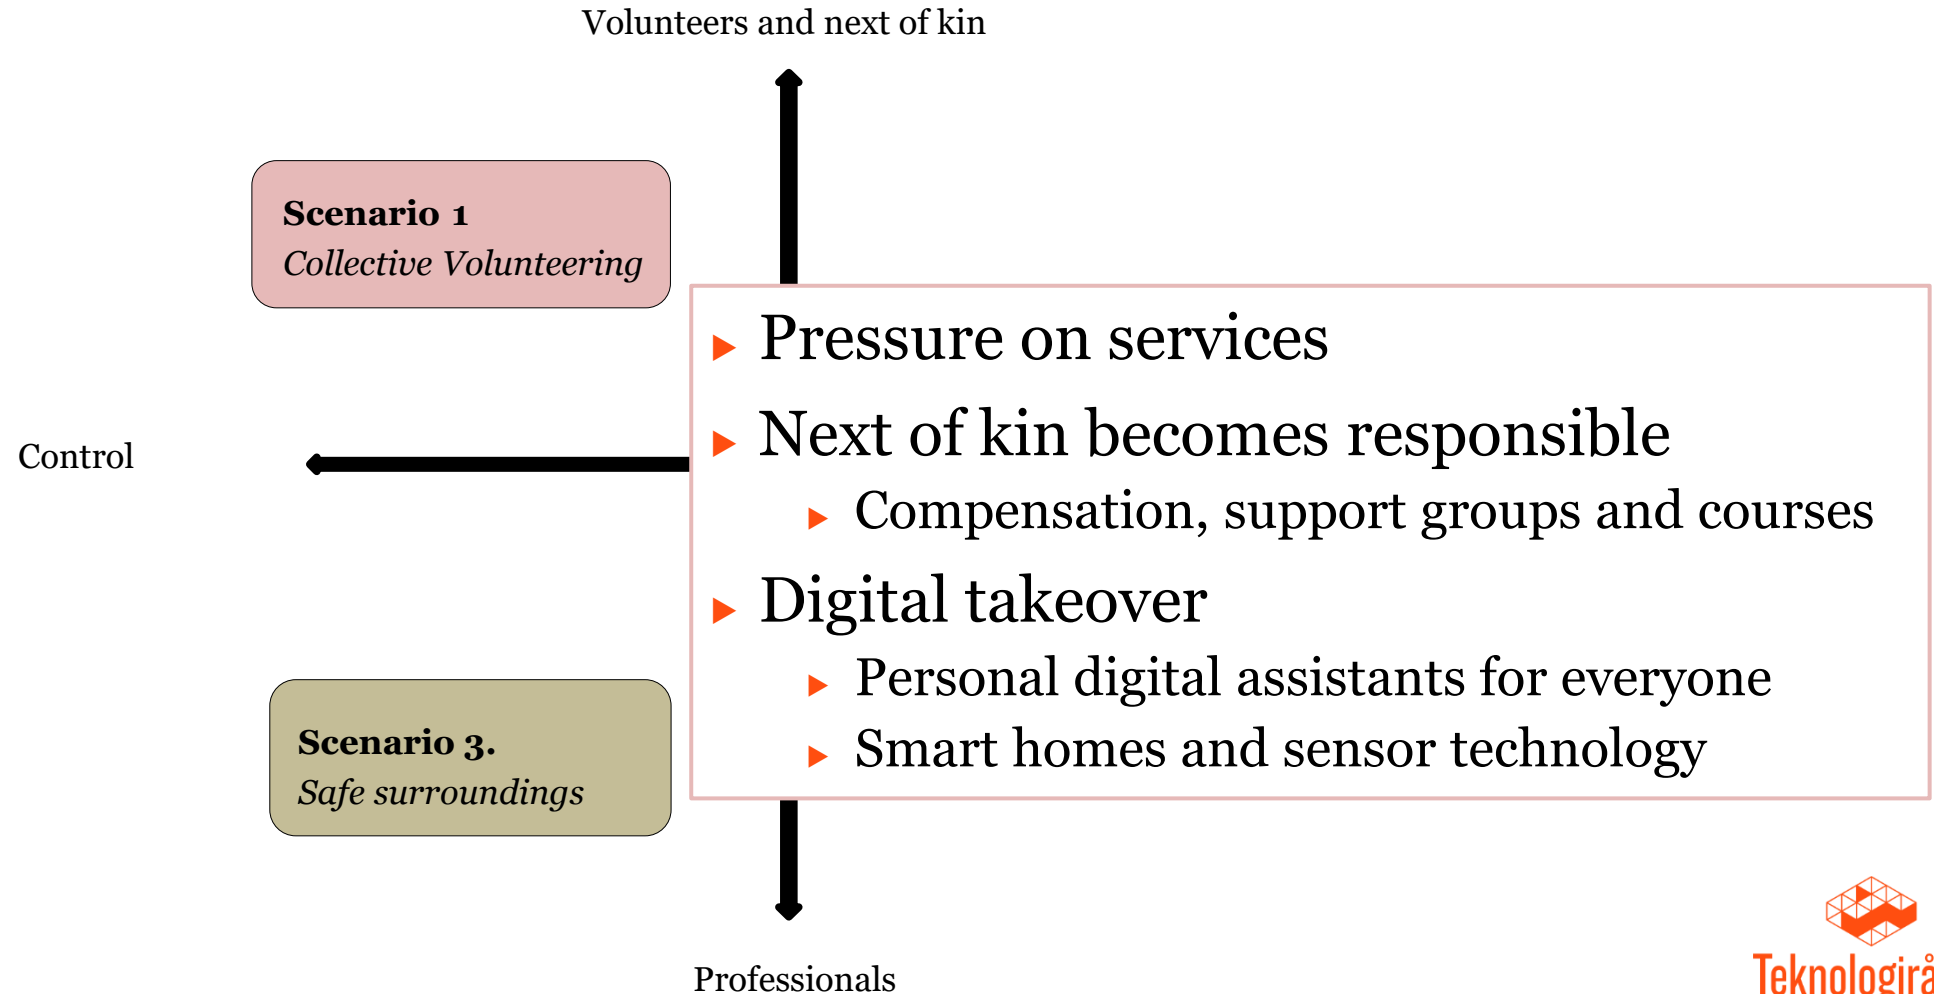 Volunteers and next of kin
Scenario 1
Collective Volunteering
Pressure on services
Next of kin becomes responsible
Control
Compensation, support groups and courses
Digital takeover
Personal digital assistants for everyone
Scenario 3.
Smart homes and sensor technology
Safe surroundings
Professionals
Teknologirå